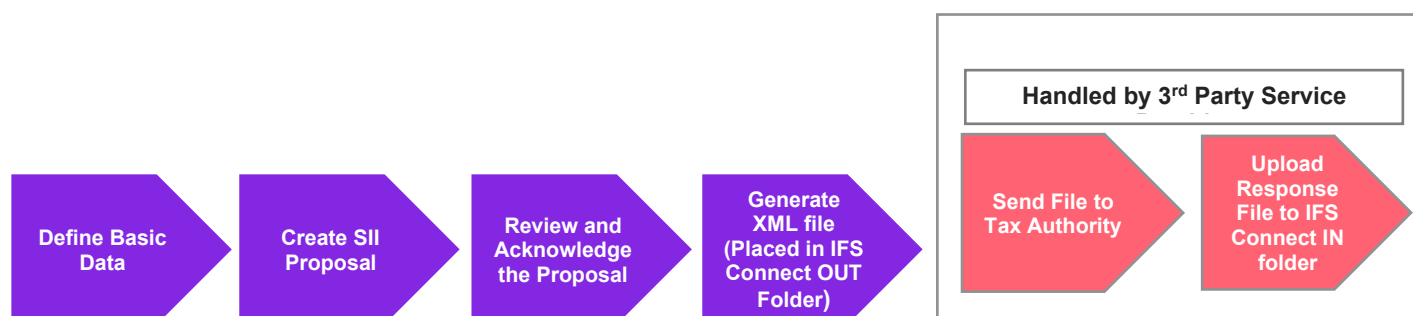 Handled by 3rd Party Service
Define Basic
Data
Create SII
Proposal
Review and
Acknowledge
the Proposal
Generate
XML file
(Placed in IFS
Connect OUT
Folder)
Send File to
Tax Authority
Upload
Response
File to IFS
Connect IN
folder